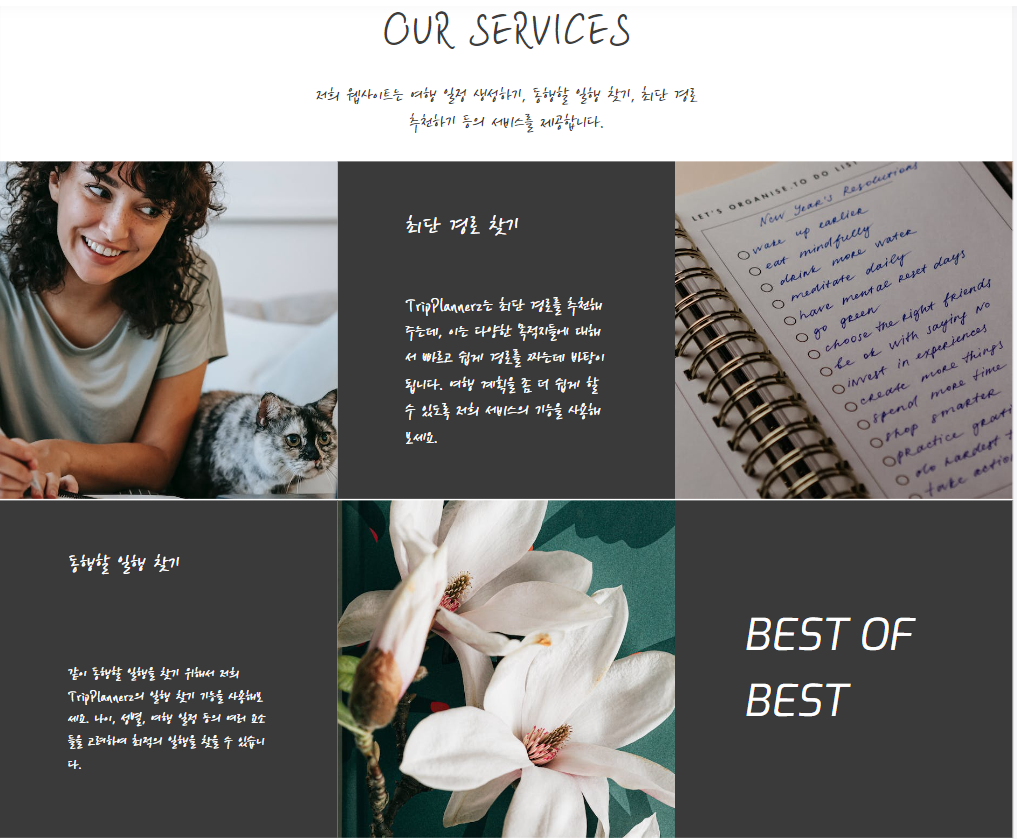 OUR SERVICES
저희 웹사이트는 여행 일정 생성하기, 동행할 일행 찾기, 최단 경로
추천하기 등의 서비스를 제공합니다.
최단 경로 찾기
TripPlannerz는 최단 경로를 추천해
주는데, 이는 다양한 목적지들에 대해
서 빠르고 쉽게 경로를 짜는데 바탕이
됩니다. 여행 계획을 좀 더 쉽게 할
수 있도록 저희 서비스의 기능을 사용해
보세요.
LET'S ORGANISE.TO DO LIST
New Year's Resolutions
wake up earlier
eat mindfully
drink more water
meditate daily
have mental reset days
go green
choose the right friends
be ok with saying no
invest in experiences
create more things
spend more time
shop smarter
practice
do hardest
take action
동행할 일행 찾기
같이 동행할 일행을 찾기 위해서 저희
TripPlannerz의 일행 찾기 기능을 사용해보
세요. 나이, 성별, 여행 일정 등의 여러 요소
들을 고려하여 최적의 일행을 찾을 수 있습니
다.
BEST OF
BEST